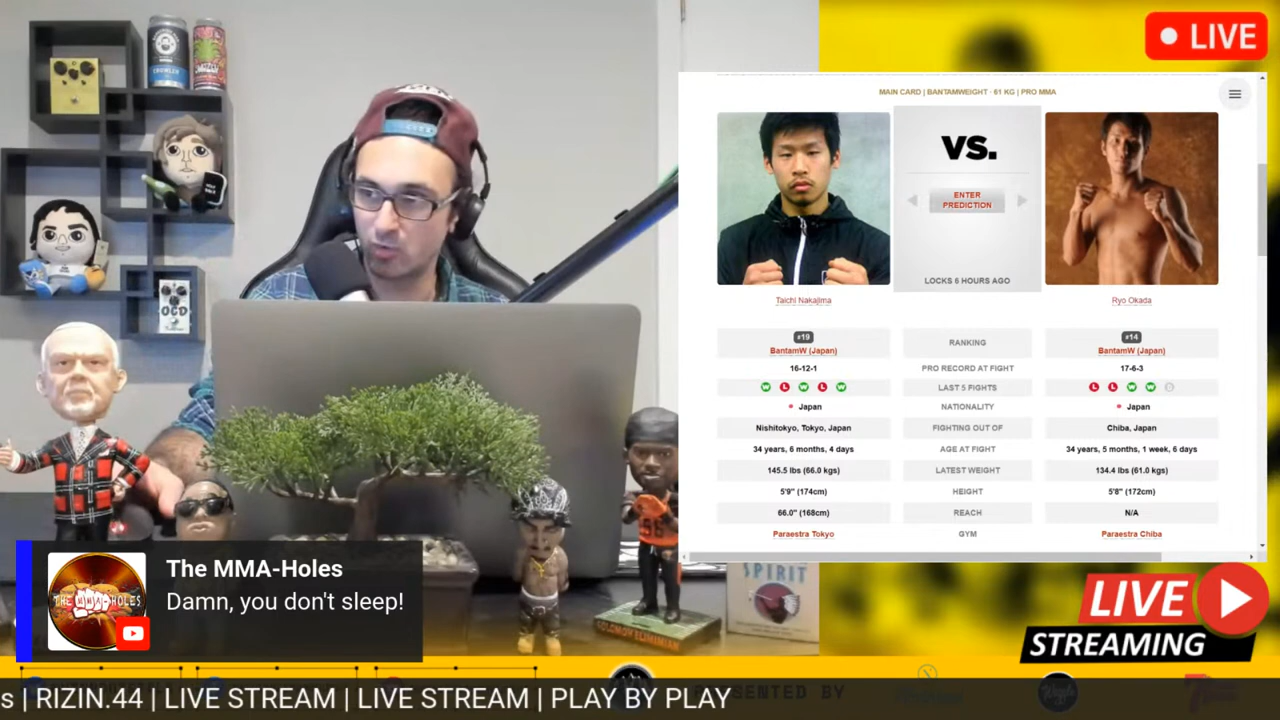 LIVE
MAIN CARD | BANTAMWEIGHT · 61 KG | PRO MMA
VS.
ENTER
PREDICTION
LOCKS 6 HOURS AGO
Taichi Nakajima
Ryo Okada
#19
RANKING
#14
BantamW (Japan)
BantamW (Japan)
16-12-1
PRO RECORD AT FIGHT
17-6-3
W L W L W
LAST 5 FIGHTS
L L W W
Japan
NATIONALITY
Japan
Nishitokyo, Tokyo, Japan
FIGHTING OUT OF
Chiba, Japan
34 years, 6 months, 4 days
AGE AT FIGHT
34 years, 5 months, 1 week, 6 days
145.5 lbs (66.0 kgs)
LATEST WEIGHT
134.4 lbs (61.0 kgs)
5'9" (174cm)
HEIGHT
5'8" (172cm)
66.0" (168cm)
REACH
N/A
Paraestra Tokyo
GYM
Paraestra Chiba
OCD
SPIRIT
SOLOMON ELIMIMIAN
THE MMA-HOLES
The MMA-Holes
Damn, you don't sleep!
LIVE
STREAMING
PRESENTED BY
s | RIZIN.44 | LIVE STREAM | LIVE STREAM | PLAY BY PLAY